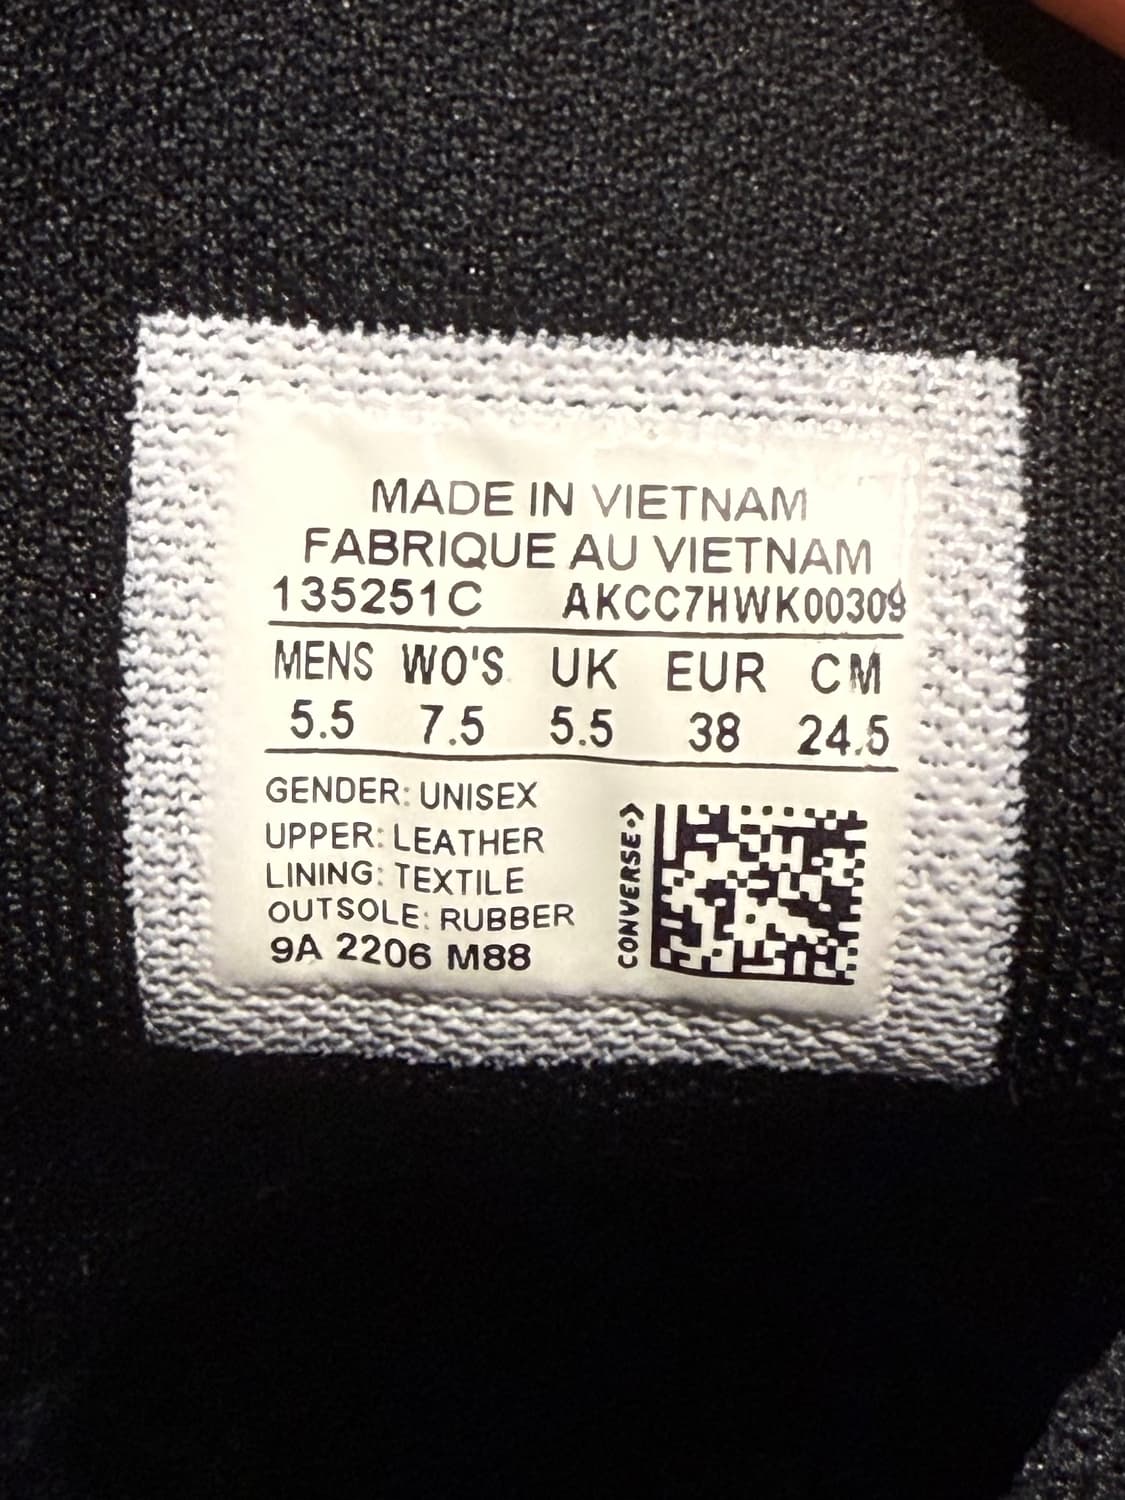 MADE IN VIETNAM
FABRIQUE AU VIETNAM
135251C AKCC7HWK00309
MENS WO'S UK EUR CM
5.5 7.5 5.5 38 24.5
GENDER: UNISEX
UPPER: LEATHER
LINING: TEXTILE
OUTSOLE: RUBBER
9A 2206 M88
CONVERSE